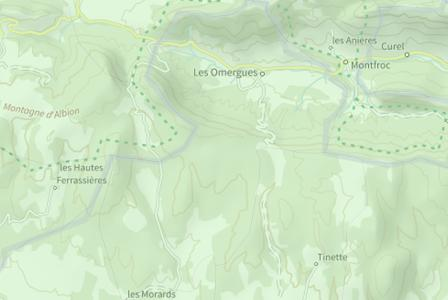 les Anières
Curel
Montfroc
Les Omergues
Montagne d'Albion
les Hautes
Ferrassières
Tinette
les Morards